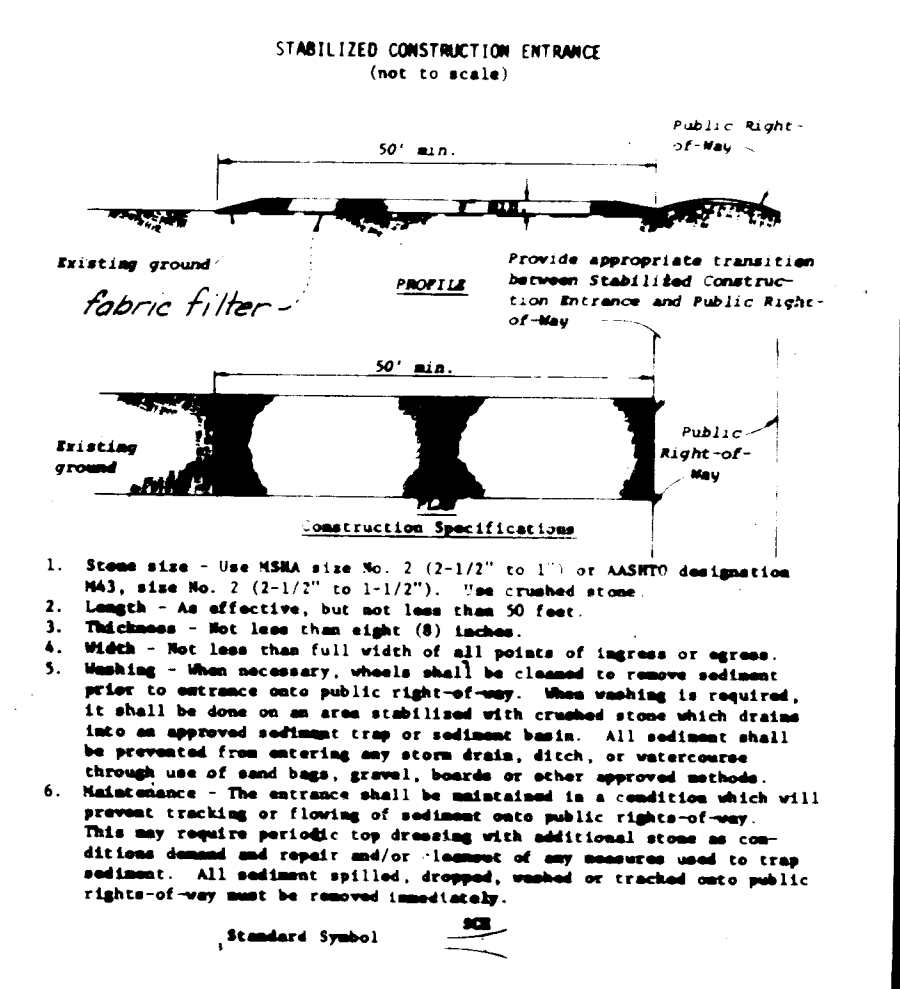 STABILIZED CONSTRUCTION ENTRANCE
(not to scale)
Public Right-
of-Way
50' min.
Existing ground
fabric filter
PROFILE
Provide appropriate transition
between Stabilized Construc-
tion Entrance and Public Right-
of-Way
50' min.
Existing
ground
Public
Right-of-
Way
PLAN
Construction Specifications
1. Stone size - Use MSHA size No. 2 (2-1/2" to 1") or AASHTO designation
M43, size No. 2 (2-1/2" to 1-1/2"). Use crushed stone.
2. Length - As effective, but not less than 50 feet.
3. Thickness - Not less than eight (8) inches.
4. Width - Not less than full width of all points of ingress or egress.
5. Washing - When necessary, wheels shall be cleaned to remove sediment
prior to entrance onto public right-of-way. When washing is required,
it shall be done on an area stabilized with crushed stone which drains
into an approved sediment trap or sediment basin. All sediment shall
be prevented from entering any storm drain, ditch, or watercourse
through use of sand bags, gravel, boards or other approved methods.
6. Maintenance - The entrance shall be maintained in a condition which will
prevent tracking or flowing of sediment onto public rights-of-way.
This may require periodic top dressing with additional stone as con-
ditions demand and repair and/or cleanout of any measures used to trap
sediment. All sediment spilled, dropped, washed or tracked onto public
rights-of-way must be removed immediately.
Standard Symbol
SCE